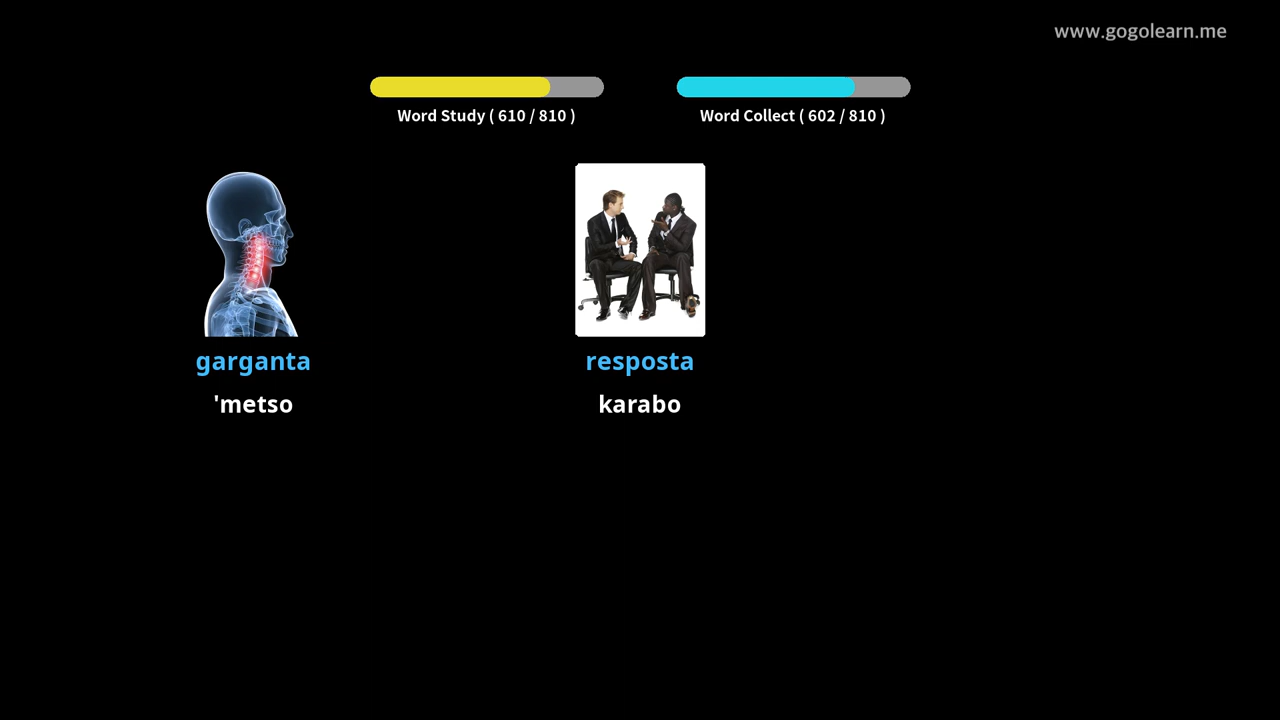 www.gogolearn.me
Word Study ( 610 / 810 )
Word Collect ( 602 / 810 )
garganta
resposta
'metso
karabo